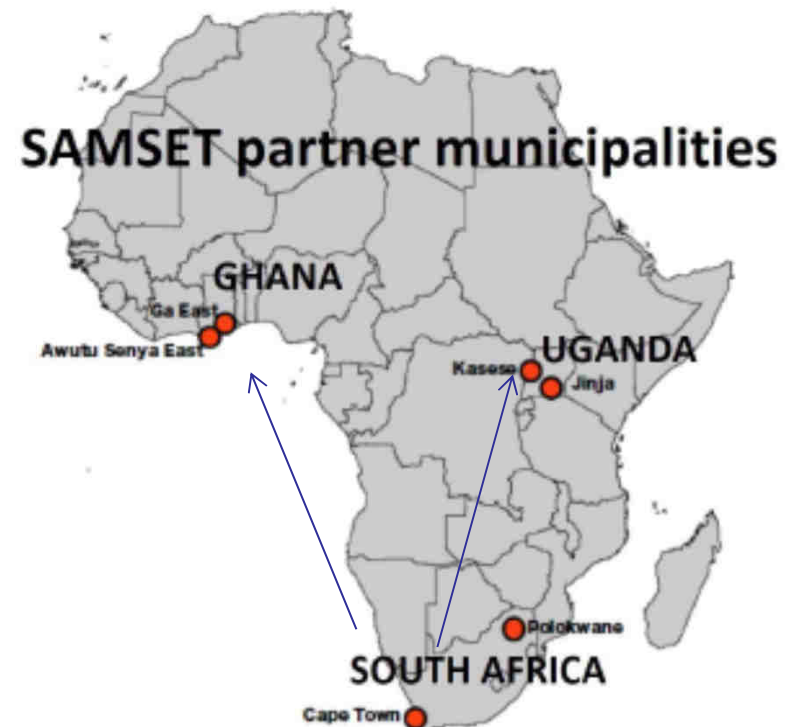 SAMSET partner municipalities
GHANA
Ga East
Awutu Senya East
UGANDA
Kasese
Jinja
Polokwane
SOUTH AFRICA
Cape Town